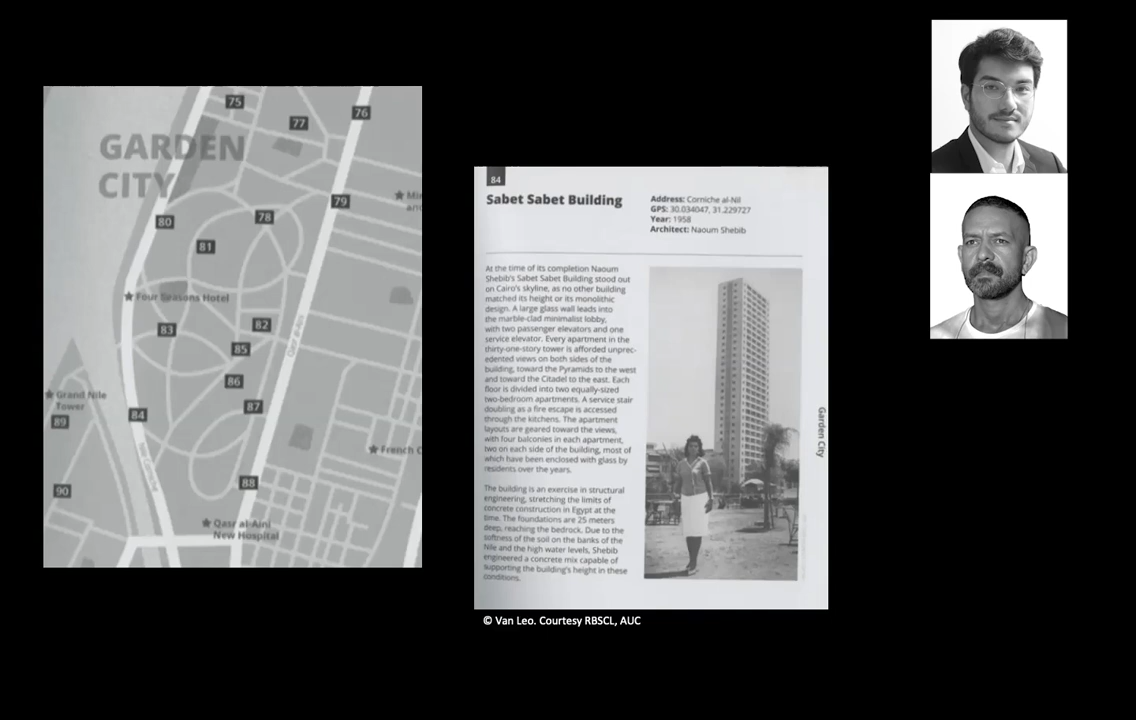 75
76
77
GARDEN
CITY
79
78
80
81
Four Seasons Hotel
83
82
85
86
Grand Nile
Tower
87
84
89
French C
90
88
Qasr al-Aini
New Hospital
84
Sabet Sabet Building
Address: Corniche al-Nil
GPS: 30.034047, 31.229727
Year: 1958
Architect: Naoum Shebib
At the time of its completion Naoum
Shebib's Sabet Sabet Building stood out
on Cairo's skyline, as no other building
matched its height or its monolithic
design. A large glass wall leads into
the marble-clad minimalist lobby,
with two passenger elevators and one
service elevator. Every apartment in the
thirty-one-story tower is afforded unprec-
edented views on both sides of the
building, toward the Pyramids to the west
and toward the Citadel to the east. Each
floor is divided into two equally-sized
two-bedroom apartments. A service stair
doubling as a fire escape is accessed
through the kitchens. The apartment
layouts are geared toward the views,
with four balconies in each apartment,
two on each side of the building, most of
which have been enclosed with glass by
residents over the years.
The building is an exercise in structural
engineering, stretching the limits of
concrete construction in Egypt at the
time. The foundations are 25 meters
deep, reaching the bedrock. Due to the
softness of the soil on the banks of the
Nile and the high water levels, Shebib
engineered a concrete mix capable of
supporting the building's height in these
conditions.
Garden City
© Van Leo. Courtesy RBSCL, AUC